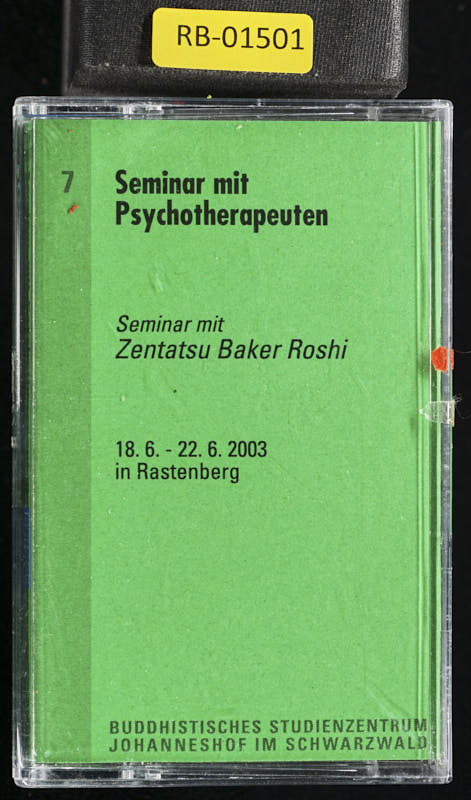 RB-01501
7
Seminar mit
Psychotherapeuten
Seminar mit
Zentatsu Baker Roshi
18. 6. - 22. 6. 2003
in Rastenberg
BUDDHISTISCHES STUDIENZENTRUM
JOHANNESHOF IM SCHWARZWALD